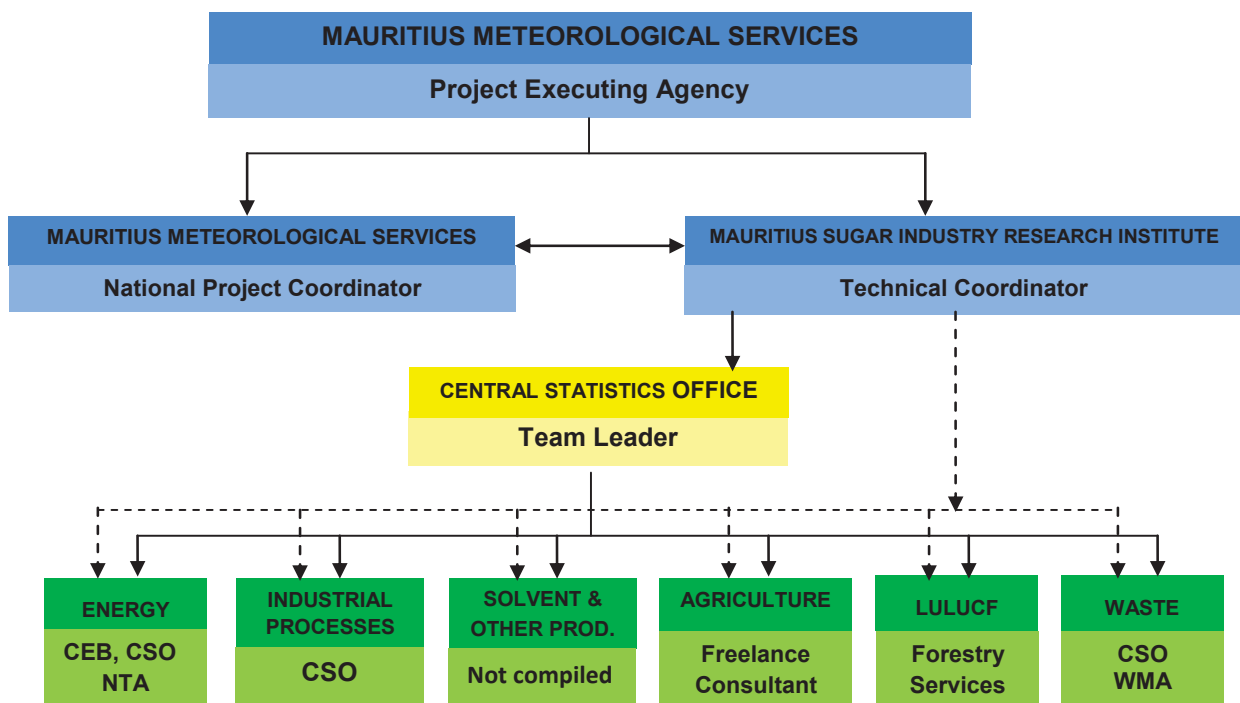 MAURITIUS METEOROLOGICAL SERVICES
Project Executing Agency
MAURITIUS METEOROLOGICAL SERVICES
National Project Coordinator
MAURITIUS SUGAR INDUSTRY RESEARCH INSTITUTE
Technical Coordinator
CENTRAL STATISTICS OFFICE
Team Leader
ENERGY
CEB, CSO
NTA
INDUSTRIAL
PROCESSES
CSO
SOLVENT &
OTHER PROD.
Not compiled
AGRICULTURE
Freelance
Consultant
LULUCF
Forestry
Services
WASTE
CSO
WMA